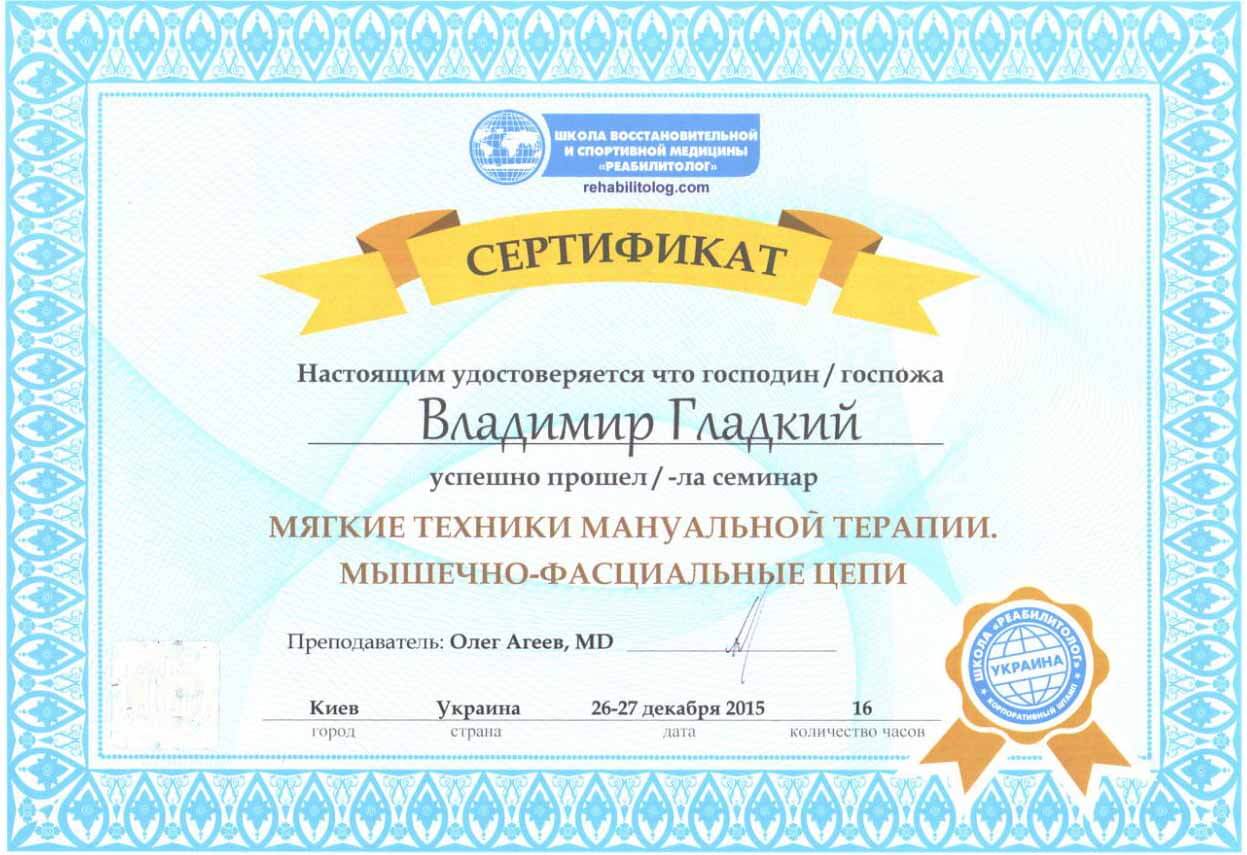 ШКОЛА ВОССТАНОВИТЕЛЬНОЙ
И СПОРТИВНОЙ МЕДИЦИНЫ
«РЕАБИЛИТОЛОГ»
rehabilitolog.com
СЕРТИФИКАТ
Настоящим удостоверяется что господин / госпожа
Владимир Гладкий
успешно прошел / -ла семинар
МЯГКИЕ ТЕХНИКИ МАНУАЛЬНОЙ ТЕРАПИИ.
МЫШЕЧНО-ФАСЦИАЛЬНЫЕ ЦЕПИ
Преподаватель: Олег Агеев, MD
Киев Украина 26-27 декабря 2015 16
город страна дата количество часов
ШКОЛА «РЕАБИЛИТОЛОГ»
УКРАИНА
КОРПОРАТИВНЫЙ ШТАМП